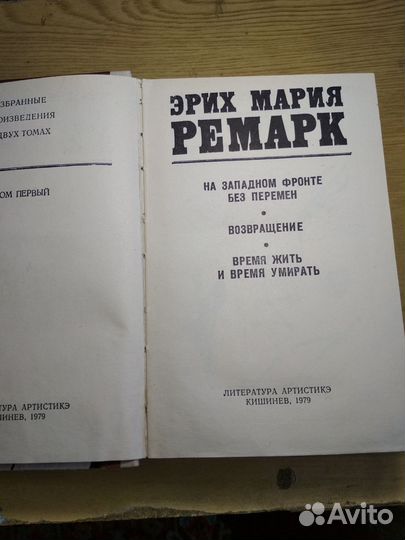 ЗБРАННЫЕ
ОИЗВЕДЕНИЯ
ДВУХ ТОМАХ
ОМ ПЕРВЫЙ
ТУРА АРТИСТИКЭ
ШИНЕВ, 1979
ЭРИХ МАРИЯ
РЕМАРК
НА ЗАПАДНОМ ФРОНТЕ
БЕЗ ПЕРЕМЕН
•
ВОЗВРАЩЕНИЕ
•
ВРЕМЯ ЖИТЬ
И ВРЕМЯ УМИРАТЬ
ЛИТЕРАТУРА АРТИСТИКЭ
КИШИНЕВ, 1979
Avito